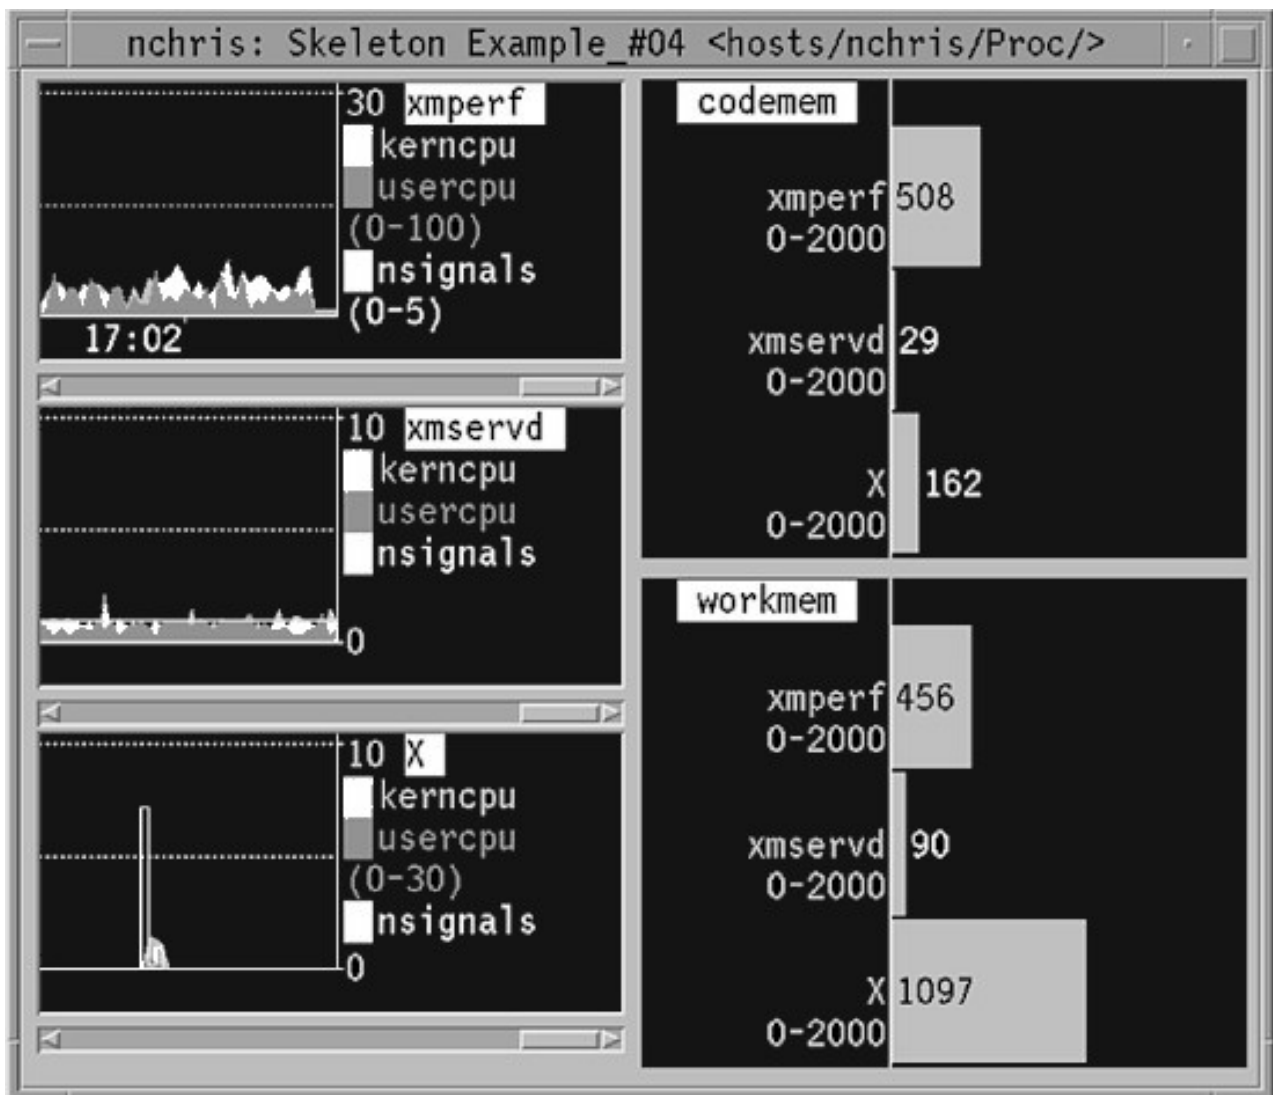 nchris: Skeleton Example_#04 <hosts/nchris/Proc/>
30 xmperf
kerncpu
usercpu
(0-100)
nsignals
(0-5)
17:02
10 xmservd
kerncpu
usercpu
nsignals
0
10 X
kerncpu
usercpu
(0-30)
nsignals
0
codemem
xmperf 508
0-2000
xmservd 29
0-2000
X 162
0-2000
workmem
xmperf 456
0-2000
xmservd 90
0-2000
X 1097
0-2000